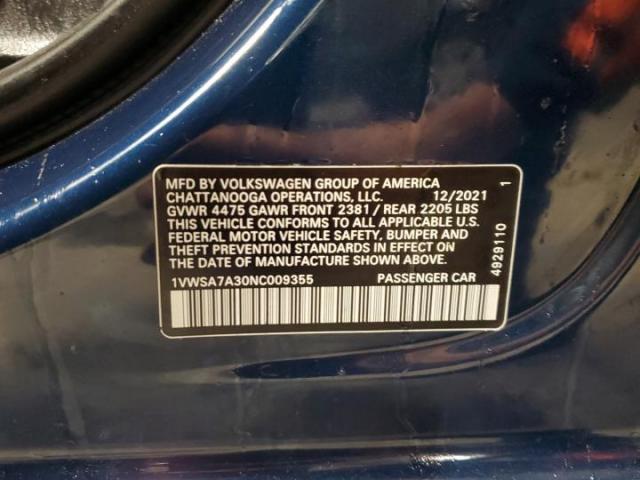 MFD BY VOLKSWAGEN GROUP OF AMERICA
CHATTANOOGA OPERATIONS, LLC. 12/2021
GVWR 4475 GAWR FRONT 2381 / REAR 2205 LBS
THIS VEHICLE CONFORMS TO ALL APPLICABLE U.S.
FEDERAL MOTOR VEHICLE SAFETY, BUMPER AND
THEFT PREVENTION STANDARDS IN EFFECT ON
THE DATE OF MANUFACTURE SHOWN ABOVE.
1VWSA7A30NC009355 PASSENGER CAR
4929110 1